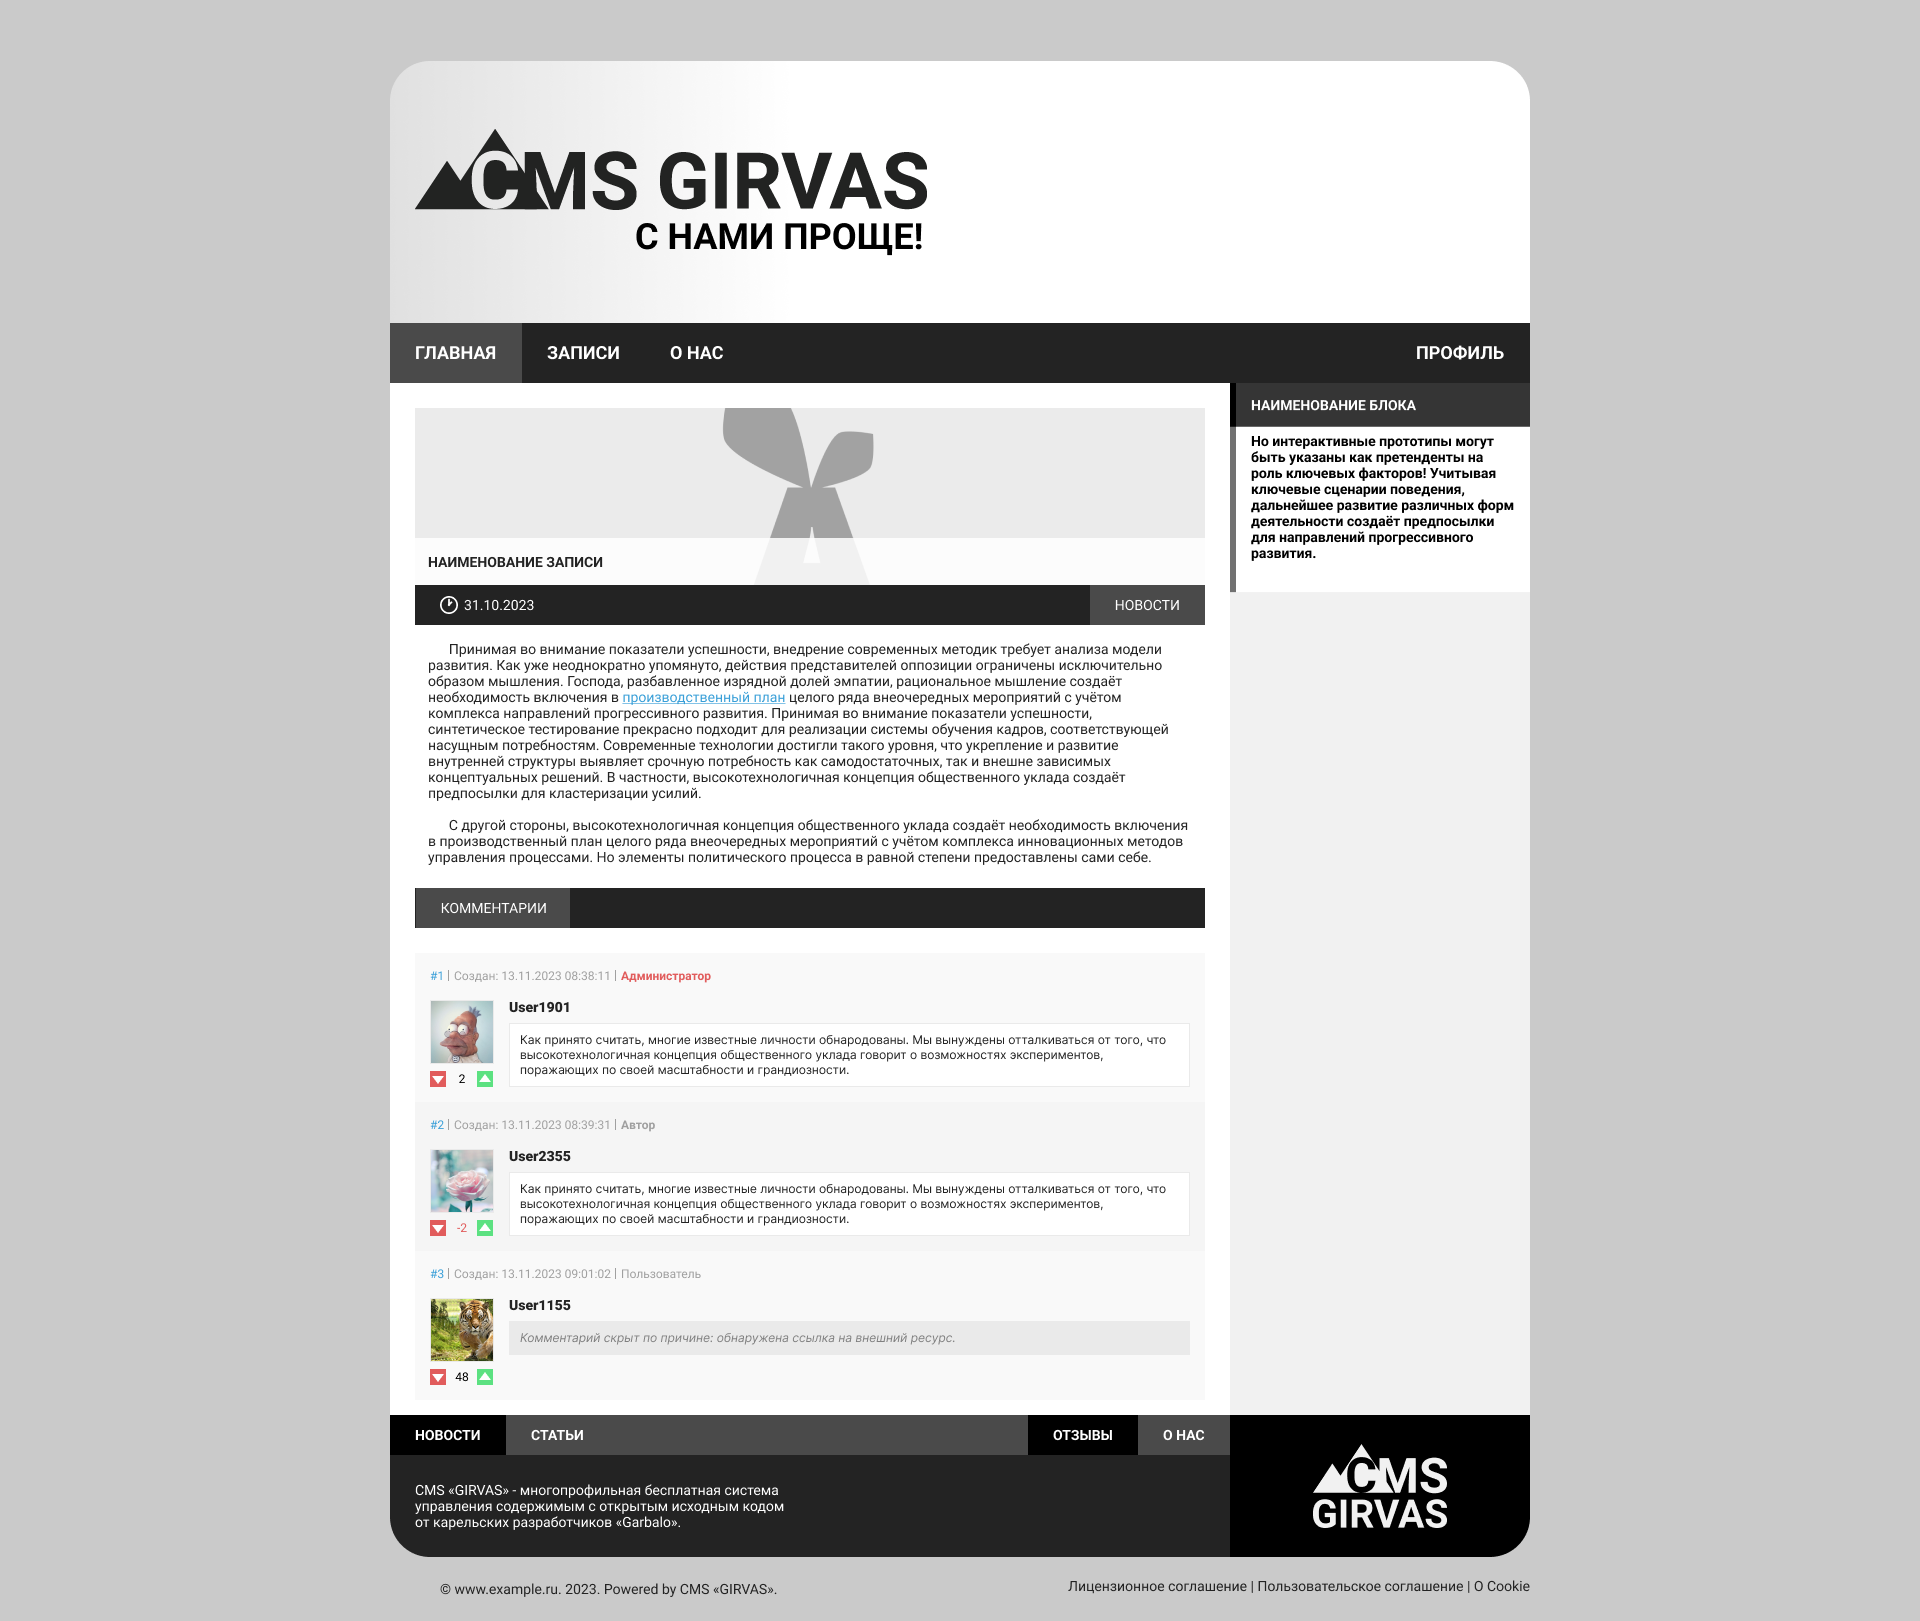 CMS GIRVAS
С НАМИ ПРОЩЕ!
ГЛАВНАЯ ЗАПИСИ О НАС ПРОФИЛЬ
НАИМЕНОВАНИЕ ЗАПИСИ
31.10.2023 НОВОСТИ
Принимая во внимание показатели успешности, внедрение современных методик требует анализа модели
развития. Как уже неоднократно упомянуто, действия представителей оппозиции ограничены исключительно
образом мышления. Господа, разбавленное изрядной долей эмпатии, рациональное мышление создаёт
необходимость включения в производственный план целого ряда внеочередных мероприятий с учётом
комплекса направлений прогрессивного развития. Принимая во внимание показатели успешности,
синтетическое тестирование прекрасно подходит для реализации системы обучения кадров, соответствующей
насущным потребностям. Современные технологии достигли такого уровня, что укрепление и развитие
внутренней структуры выявляет срочную потребность как самодостаточных, так и внешне зависимых
концептуальных решений. В частности, высокотехнологичная концепция общественного уклада создаёт
предпосылки для кластеризации усилий.
С другой стороны, высокотехнологичная концепция общественного уклада создаёт необходимость включения
в производственный план целого ряда внеочередных мероприятий с учётом комплекса инновационных методов
управления процессами. Но элементы политического процесса в равной степени предоставлены сами себе.
КОММЕНТАРИИ
#1 | Создан: 13.11.2023 08:38:11 | Администратор
User1901
Как принято считать, многие известные личности обнародованы. Мы вынуждены отталкиваться от того, что
высокотехнологичная концепция общественного уклада говорит о возможностях экспериментов,
поражающих по своей масштабности и грандиозности.
2
#2 | Создан: 13.11.2023 08:39:31 | Автор
User2355
Как принято считать, многие известные личности обнародованы. Мы вынуждены отталкиваться от того, что
высокотехнологичная концепция общественного уклада говорит о возможностях экспериментов,
поражающих по своей масштабности и грандиозности.
-2
#3 | Создан: 13.11.2023 09:01:02 | Пользователь
User1155
Комментарий скрыт по причине: обнаружена ссылка на внешний ресурс.
48
НАИМЕНОВАНИЕ БЛОКА
Но интерактивные прототипы могут
быть указаны как претенденты на
роль ключевых факторов! Учитывая
ключевые сценарии поведения,
дальнейшее развитие различных форм
деятельности создаёт предпосылки
для направлений прогрессивного
развития.
НОВОСТИ СТАТЬИ ОТЗЫВЫ О НАС
CMS «GIRVAS» - многопрофильная бесплатная система
управления содержимым с открытым исходным кодом
от карельских разработчиков «Garbalo».
CMS
GIRVAS
© www.example.ru. 2023. Powered by CMS «GIRVAS».
Лицензионное соглашение | Пользовательское соглашение | О Cookie